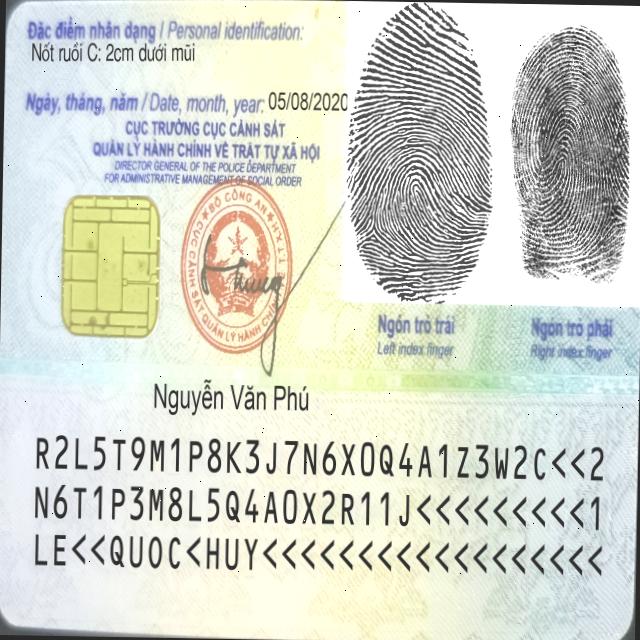 Đặc điểm nhân dạng / Personal identification:
Nốt ruồi C: 2cm dưới mũi
Ngày, tháng, năm / Date, month, year: 05/08/2020
CỤC TRƯỞNG CỤC CẢNH SÁT
QUẢN LÝ HÀNH CHÍNH VỀ TRẬT TỰ XÃ HỘI
DIRECTOR GENERAL OF THE POLICE DEPARTMENT
FOR ADMINISTRATIVE MANAGEMENT OF SOCIAL ORDER
BỘ CÔNG AN
CỤC CẢNH SÁT QUẢN LÝ HÀNH CHÍNH
Ngón trỏ trái
Left index finger
Ngón trỏ phải
Right index finger
Nguyễn Văn Phú
R2L5T9M1P8K3J7N6X0Q4A1Z3W2C<<2
N6T1P3M8L5Q4A0X2R11J<<<<<<<<<1
LE<<QUOC<HUY<<<<<<<<<<<<<<<<<<